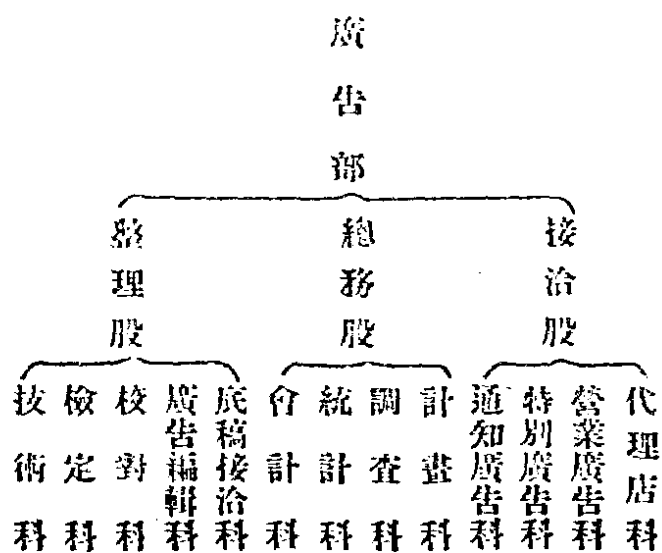 廣告部
接洽股
總務股
整理股
代理店科
營業廣告科
特別廣告科
通知廣告科
計畫科
調查科
統計科
會計科
底稿接洽科
廣告編輯科
校對科
檢定科
技術科